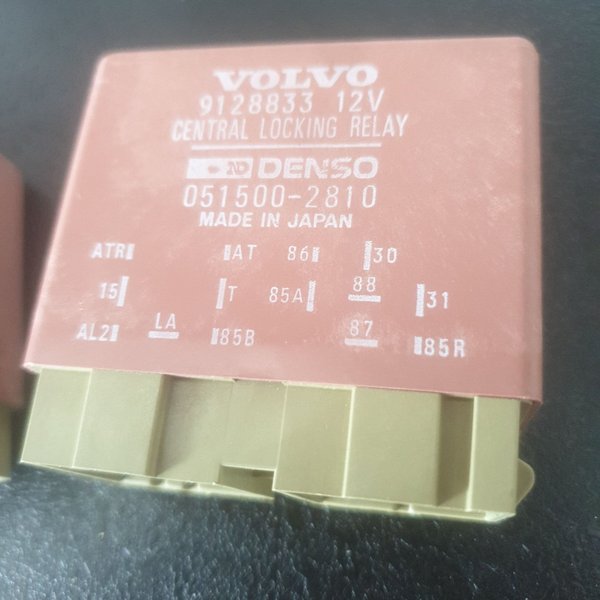 VOLVO
9128833 12V
CENTRAL LOCKING RELAY
ND DENSO
051500-2810
MADE IN JAPAN
ATR AT 86 30
15 T 85A 88 31
AL2 LA 85B 87 85R